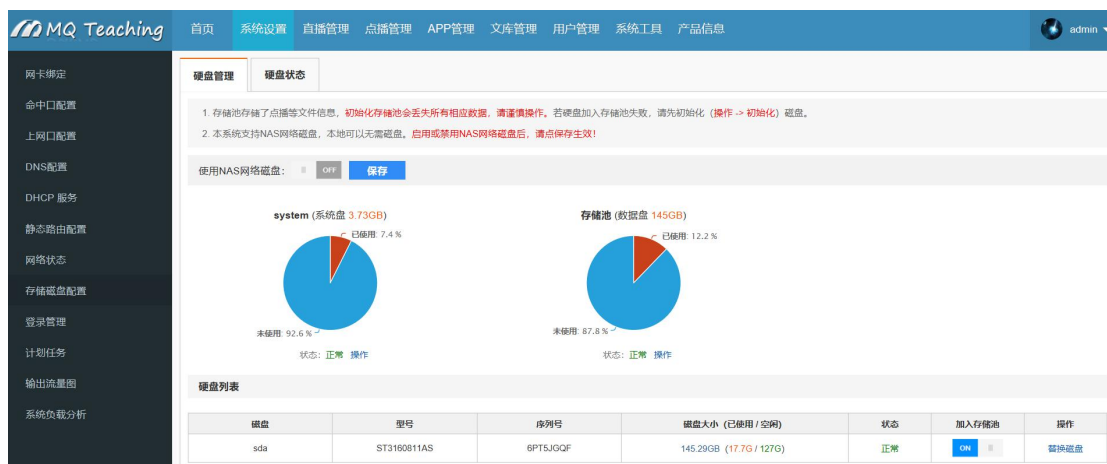 MQ Teaching 首页 系统设置 直播管理 点播管理 APP管理 文库管理 用户管理 系统工具 产品信息 admin
网卡绑定
命中口配置
上网口配置
DNS配置
DHCP 服务
静态路由配置
网络状态
存储磁盘配置
登录管理
计划任务
输出流量图
系统负载分析
硬盘管理 硬盘状态
1. 存储池存储了点播等文件信息，初始化存储池会丢失所有相应数据，请谨慎操作。若硬盘加入存储池失败，请先初始化（操作 -> 初始化）磁盘。
2. 本系统支持NAS网络磁盘，本地可以无需磁盘。启用或禁用NAS网络磁盘后，请点保存生效！
使用NAS网络磁盘： OFF 保存
system (系统盘 3.73GB)
已使用: 7.4 %
未使用: 92.6 %
状态：正常 操作
存储池 (数据盘 145GB)
已使用: 12.2 %
未使用: 87.8 %
状态：正常 操作
硬盘列表
磁盘 型号 序列号 磁盘大小（已使用 / 空闲） 状态 加入存储池 操作
sda ST3160811AS 6PT5JGQF 145.29GB (17.7G / 127G) 正常 ON 替换磁盘